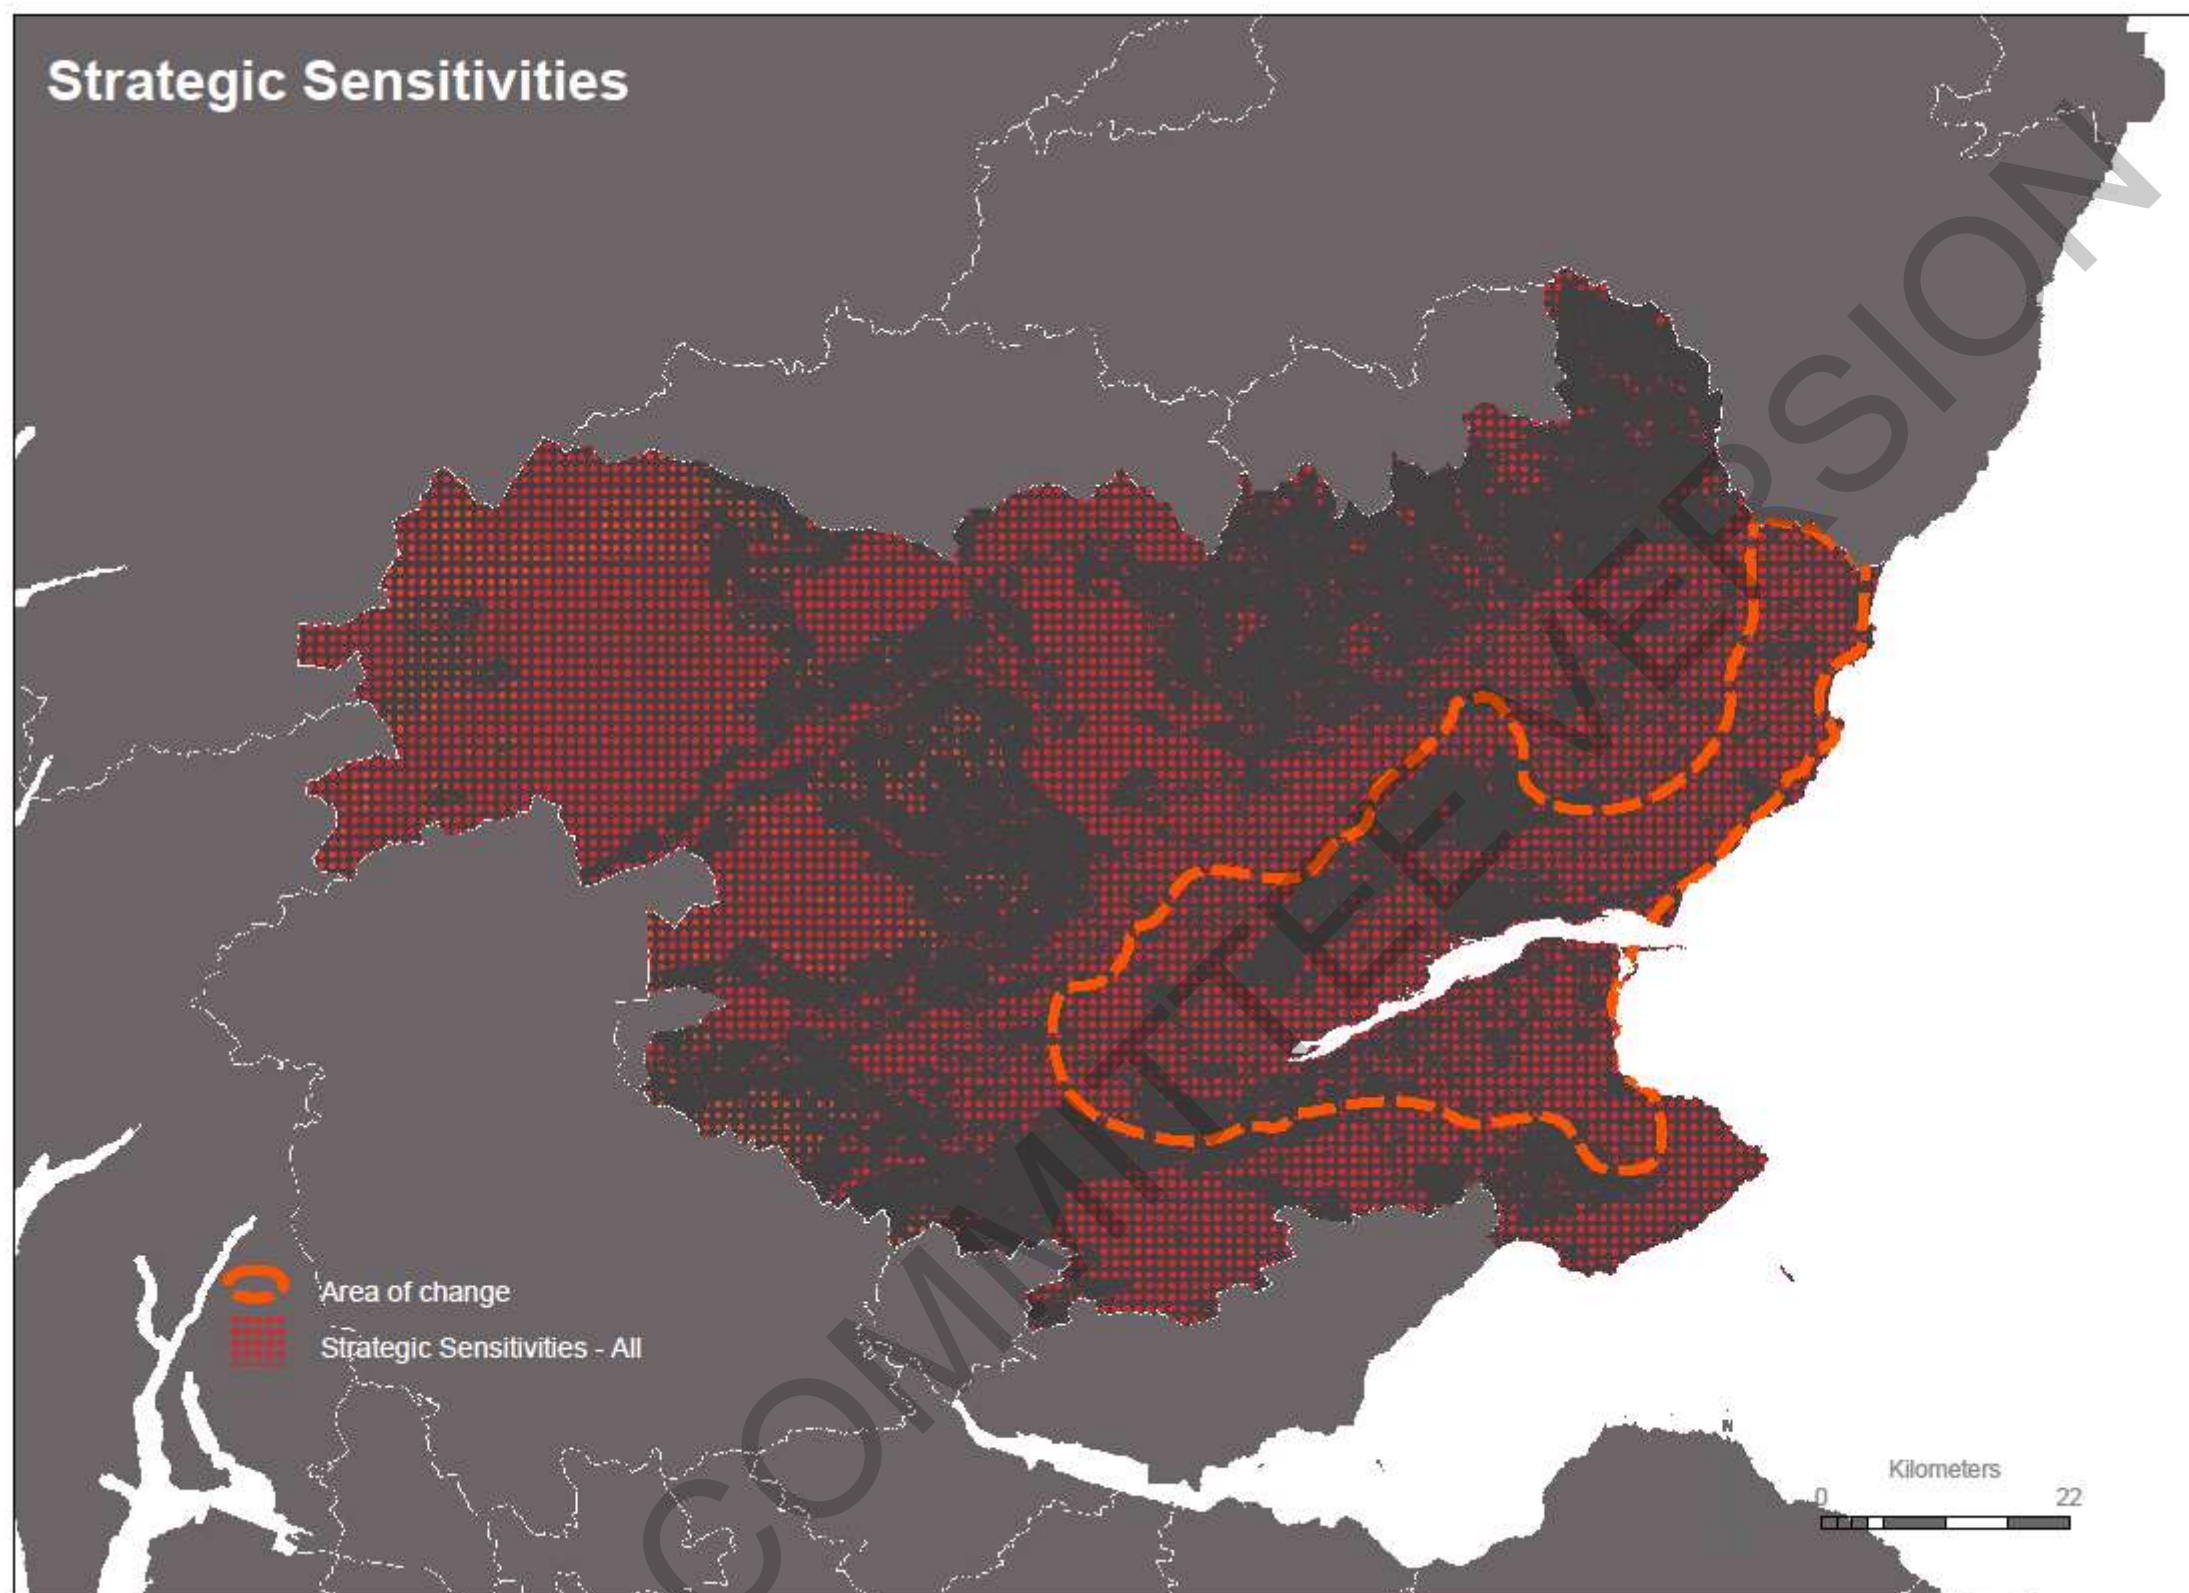 Strategic Sensitivities
COMMITTEE VERSION
Area of change
Strategic Sensitivities - All
N
Kilometers
0 22